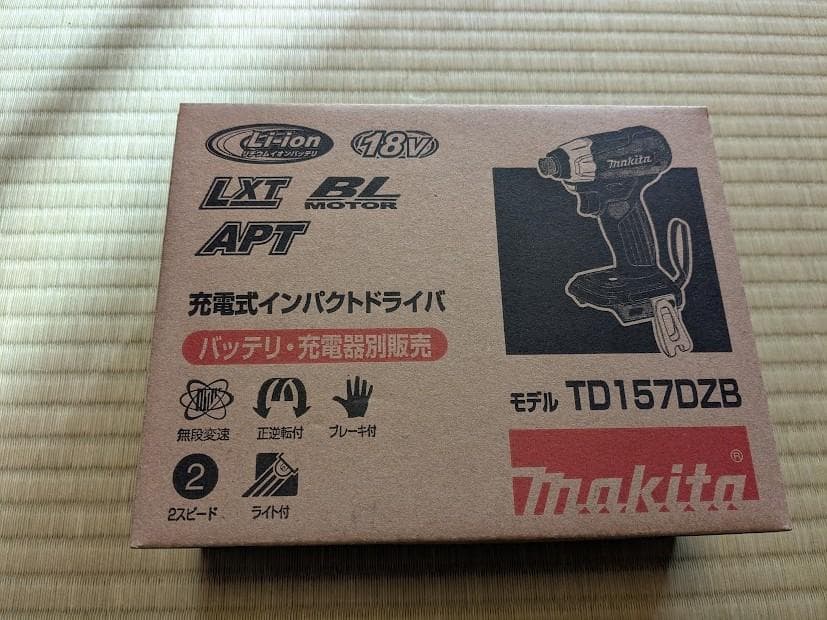 Li-ion
リチウムイオンバッテリ
18V
LXT
BL
MOTOR
APT
makita
充電式インパクトドライバ
バッテリ・充電器別販売
モデル TD157DZB
無段変速
正逆転付
ブレーキ付
2
2スピード
ライト付
makita®